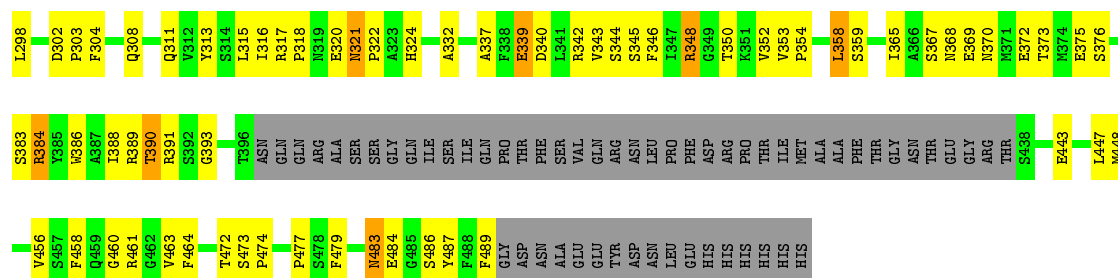 L298 D302 P303 F304 Q308 Q311 V312 Y313 S314 L315 I316 R317 P318 N319 E320 N321 P322 A323 H324 A332 A337 F338 E339 D340 L341 R342 V343 S344 S345 F346 I347 R348 G349 T350 K351 V352 V353 P354 L358 S359 I365 A366 S367 N368 E369 N370 M371 E372 T373 M374 E375 S376
S383 R384 Y385 W386 A387 I388 R389 T390 R391 S392 G393 T396 ASN GLN GLN ARG ALA SER SER GLY GLN ILE SER ILE GLN PRO THR PHE SER VAL GLN ARG ASN LEU PRO PHE ASP ARG PRO THR ILE MET ALA ALA PHE THR GLY ASN THR GLU GLY ARG THR S438 E443 L447 M448
V456 S457 F458 Q459 G460 R461 G462 V463 F464 T472 S473 P474 P477 S478 F479 N483 E484 G485 S486 Y487 F488 F489 GLY ASP ASN ALA GLU GLU TYR ASP ASN LEU GLU HIS HIS HIS HIS HIS HIS